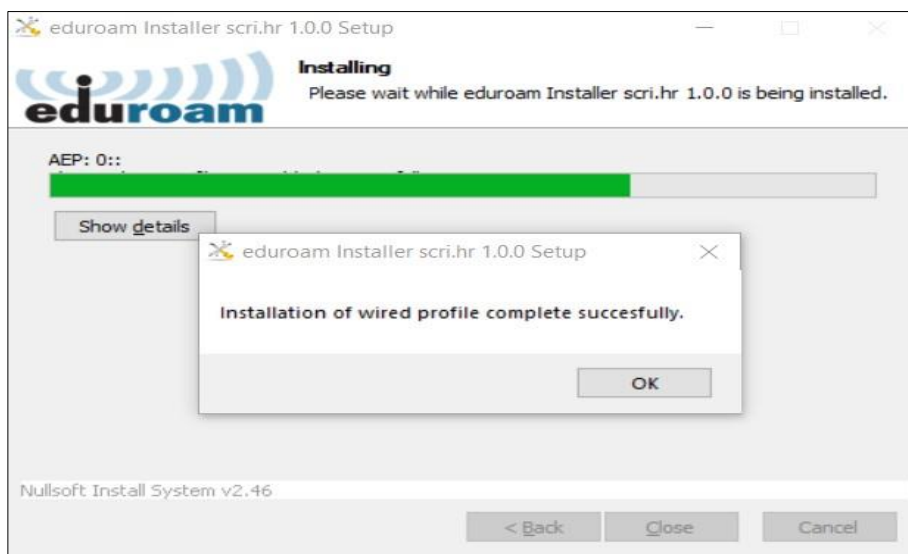 eduroam Installer scri.hr 1.0.0 Setup
eduroam
Installing
Please wait while eduroam Installer scri.hr 1.0.0 is being installed.
AEP: 0::
Show details
eduroam Installer scri.hr 1.0.0 Setup
Installation of wired profile complete succesfully.
OK
Nullsoft Install System v2.46
< Back Close Cancel